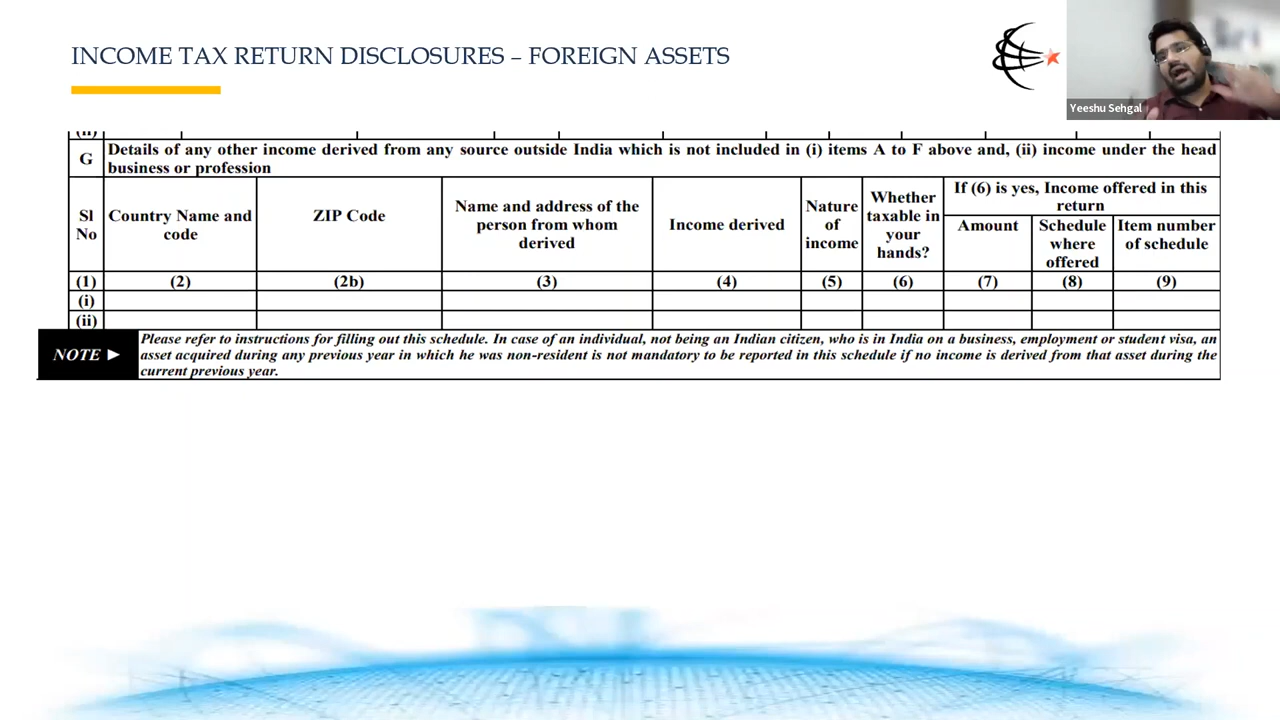 INCOME TAX RETURN DISCLOSURES – FOREIGN ASSETS
Yeeshu Sehgal
(ii)
G
Details of any other income derived from any source outside India which is not included in (i) items A to F above and, (ii) income under the head
business or profession
Sl
No
Country Name and
code
ZIP Code
Name and address of the
person from whom
derived
Income derived
Nature
of
income
Whether
taxable in
your
hands?
If (6) is yes, Income offered in this
return
Amount
Schedule
where
offered
Item number
of schedule
(1) (2) (2b) (3) (4) (5) (6) (7) (8) (9)
(i)
(ii)
NOTE ►
Please refer to instructions for filling out this schedule. In case of an individual, not being an Indian citizen, who is in India on a business, employment or student visa, an
asset acquired during any previous year in which he was non-resident is not mandatory to be reported in this schedule if no income is derived from that asset during the
current previous year.